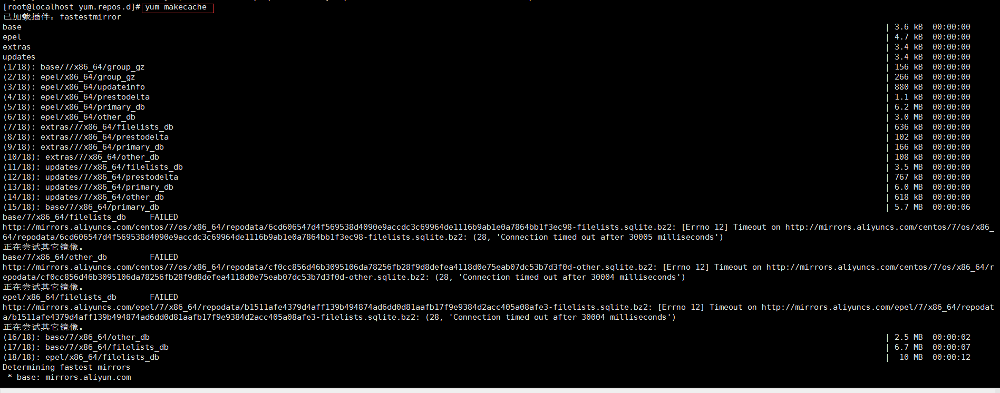 [root@localhost yum.repos.d]# yum makecache
已加载插件：fastestmirror
base | 3.6 kB 00:00:00
epel | 4.7 kB 00:00:00
extras | 3.4 kB 00:00:00
updates | 3.4 kB 00:00:00
(1/18): base/7/x86_64/group_gz | 156 kB 00:00:00
(2/18): epel/x86_64/group_gz | 266 kB 00:00:00
(3/18): epel/x86_64/updateinfo | 880 kB 00:00:00
(4/18): epel/x86_64/prestodelta | 1.1 kB 00:00:00
(5/18): epel/x86_64/primary_db | 6.2 MB 00:00:00
(6/18): epel/x86_64/other_db | 3.0 MB 00:00:00
(7/18): extras/7/x86_64/filelists_db | 636 kB 00:00:00
(8/18): extras/7/x86_64/prestodelta | 102 kB 00:00:00
(9/18): extras/7/x86_64/primary_db | 166 kB 00:00:00
(10/18): extras/7/x86_64/other_db | 108 kB 00:00:00
(11/18): updates/7/x86_64/filelists_db | 3.5 MB 00:00:00
(12/18): updates/7/x86_64/prestodelta | 767 kB 00:00:00
(13/18): updates/7/x86_64/primary_db | 6.0 MB 00:00:00
(14/18): updates/7/x86_64/other_db | 618 kB 00:00:00
(15/18): base/7/x86_64/primary_db | 5.7 MB 00:00:06
base/7/x86_64/filelists_db FAILED
http://mirrors.aliyuncs.com/centos/7/os/x86_64/repodata/6cd606547d4f569538d4090e9accdc3c69964de1116b9ab1e0a7864bb1f3ec98-filelists.sqlite.bz2: [Errno 12] Timeout on http://mirrors.aliyuncs.com/centos/7/os/x86_
64/repodata/6cd606547d4f569538d4090e9accdc3c69964de1116b9ab1e0a7864bb1f3ec98-filelists.sqlite.bz2: (28, 'Connection timed out after 30005 milliseconds')
正在尝试其它镜像。
base/7/x86_64/other_db FAILED
http://mirrors.aliyuncs.com/centos/7/os/x86_64/repodata/cf0cc856d46b3095106da78256fb28f9d8defea4118d0e75eab07dc53b7d3f0d-other.sqlite.bz2: [Errno 12] Timeout on http://mirrors.aliyuncs.com/centos/7/os/x86_64/r
epodata/cf0cc856d46b3095106da78256fb28f9d8defea4118d0e75eab07dc53b7d3f0d-other.sqlite.bz2: (28, 'Connection timed out after 30004 milliseconds')
正在尝试其它镜像。
epel/x86_64/filelists_db FAILED
http://mirrors.aliyuncs.com/epel/7/x86_64/repodata/b1511afe4379d4aff139b494874ad6dd0d81aafb17f9e9384d2acc405a08afe3-filelists.sqlite.bz2: [Errno 12] Timeout on http://mirrors.aliyuncs.com/epel/7/x86_64/repodat
a/b1511afe4379d4aff139b494874ad6dd0d81aafb17f9e9384d2acc405a08afe3-filelists.sqlite.bz2: (28, 'Connection timed out after 30004 milliseconds')
正在尝试其它镜像。
(16/18): base/7/x86_64/other_db | 2.5 MB 00:00:02
(17/18): base/7/x86_64/filelists_db | 6.7 MB 00:00:07
(18/18): epel/x86_64/filelists_db | 10 MB 00:00:12
Determining fastest mirrors
* base: mirrors.aliyun.com